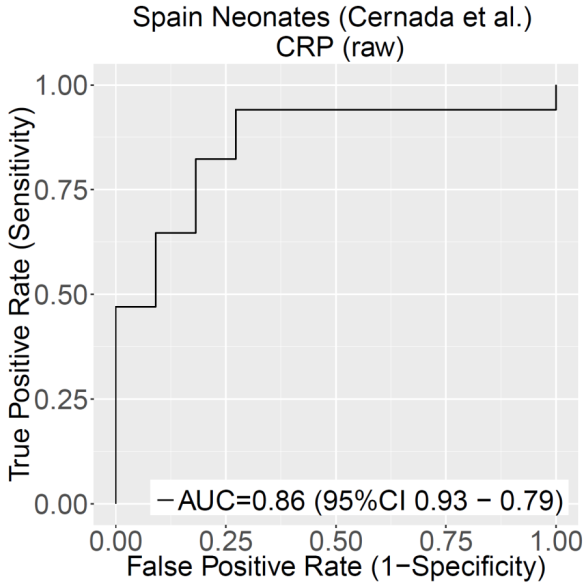 Spain Neonates (Cernada et al.)
CRP (raw)
True Positive Rate (Sensitivity)
1.00
0.75
0.50
0.25
0.00
AUC=0.86 (95%CI 0.93 − 0.79)
0.00 0.25 0.50 0.75 1.00
False Positive Rate (1−Specificity)